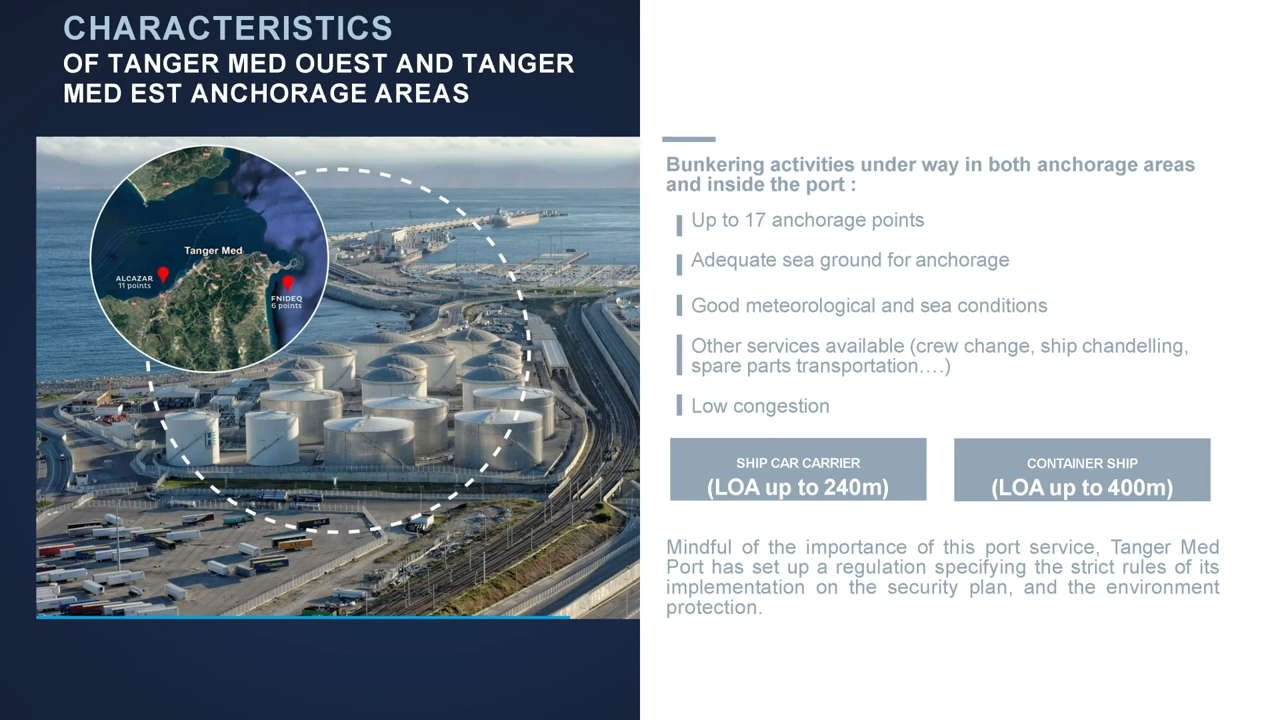 CHARACTERISTICS
OF TANGER MED OUEST AND TANGER
MED EST ANCHORAGE AREAS
Tanger Med
ALCAZAR
11 points
FNIDEQ
6 points
Bunkering activities under way in both anchorage areas
and inside the port :
Up to 17 anchorage points
Adequate sea ground for anchorage
Good meteorological and sea conditions
Other services available (crew change, ship chandelling,
spare parts transportation….)
Low congestion
SHIP CAR CARRIER
(LOA up to 240m)
CONTAINER SHIP
(LOA up to 400m)
Mindful of the importance of this port service, Tanger Med
Port has set up a regulation specifying the strict rules of its
implementation on the security plan, and the environment
protection.